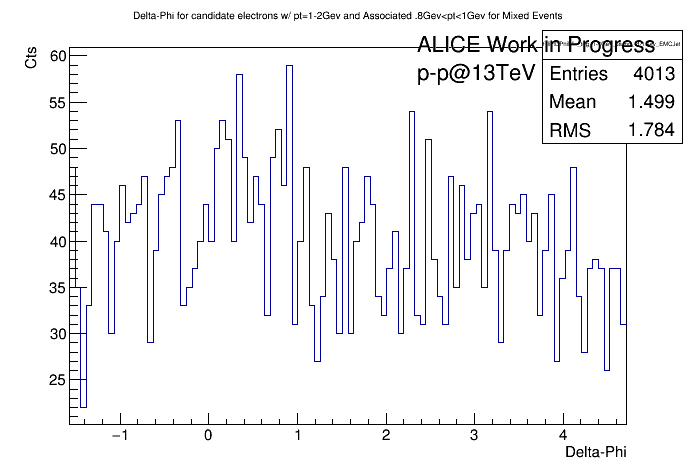 Delta-Phi for candidate electrons w/ pt=1-2Gev and Associated .8Gev<pt<1Gev for Mixed Events
ALICE Work in Progress
p-p@13TeV
Entries 4013
Mean 1.499
RMS 1.784
Cts
60
55
50
45
40
35
30
25
−1 0 1 2 3 4
Delta-Phi